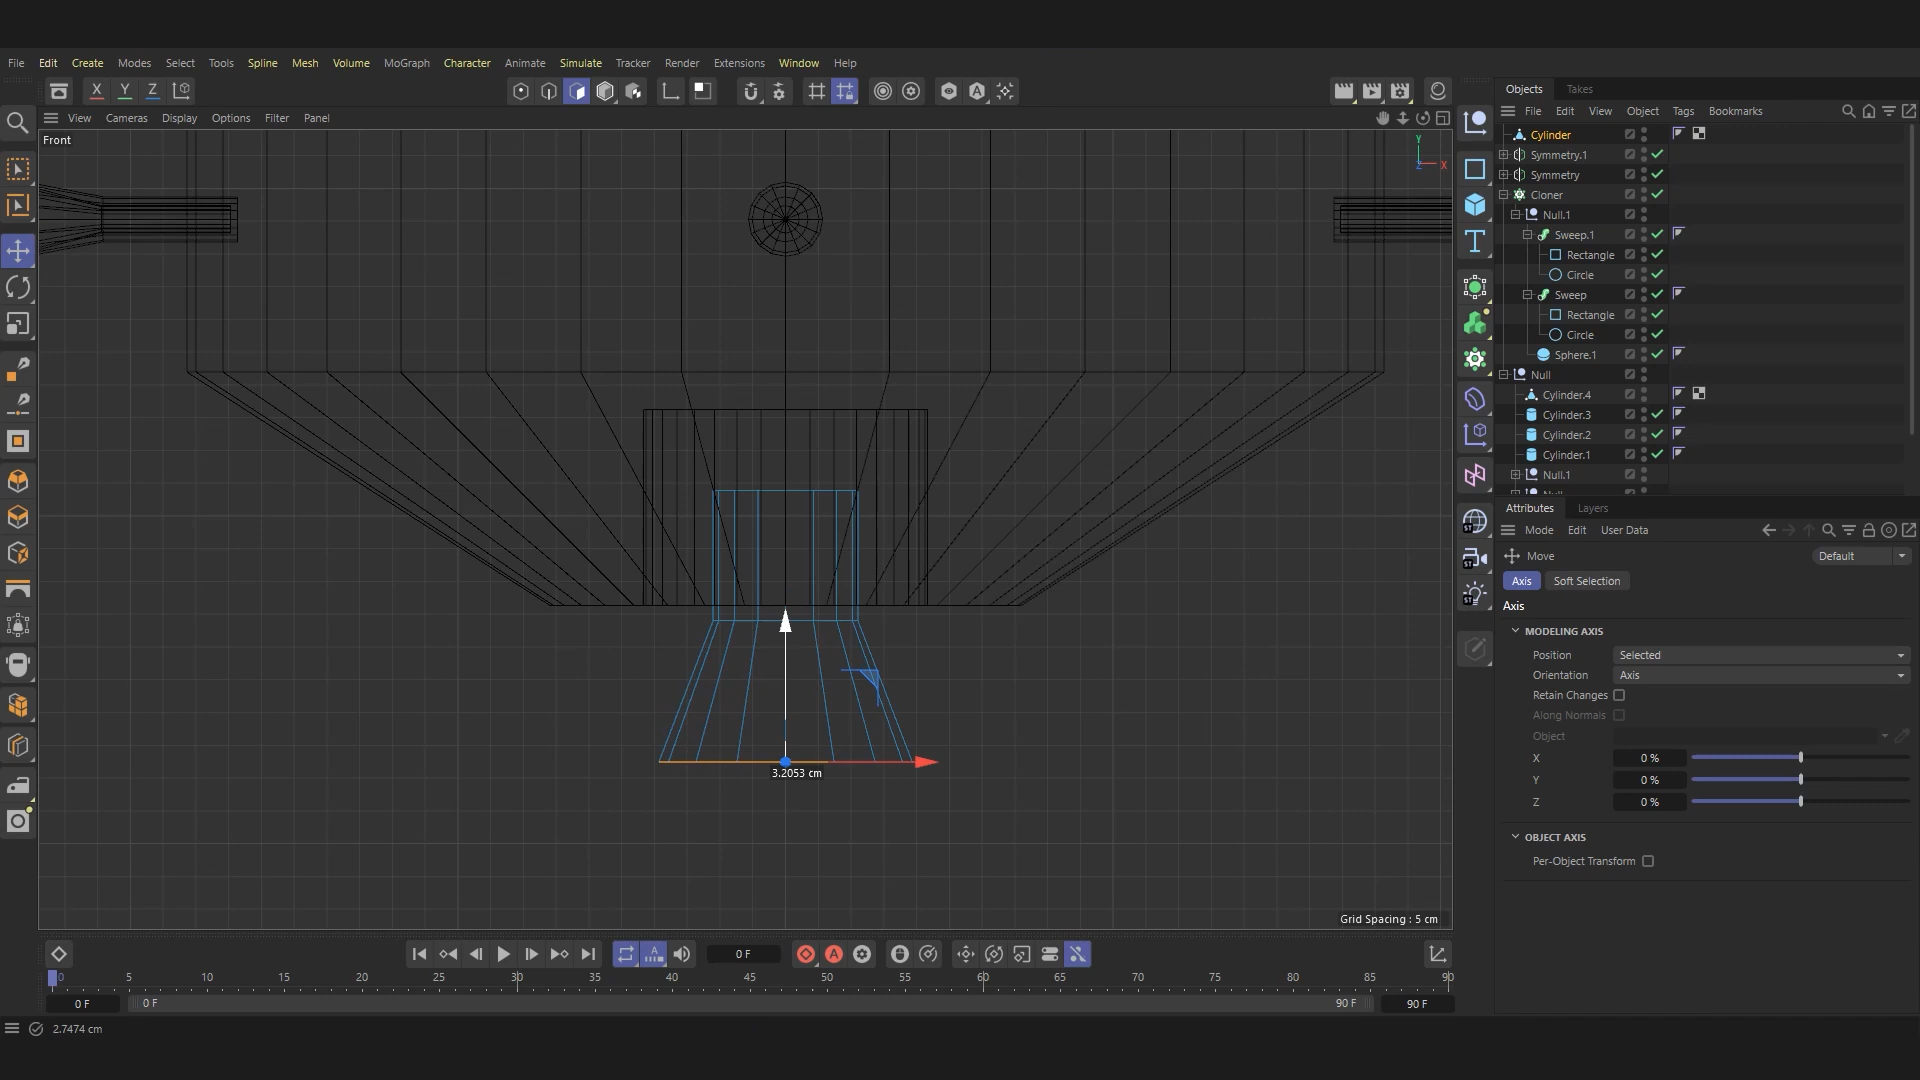 File Edit Create Modes Select Tools Spline Mesh Volume MoGraph Character Animate Simulate Tracker Render Extensions Window Help
X Y Z
Objects Takes
View Cameras Display Options Filter Panel
File Edit View Object Tags Bookmarks
Front
Y
X
Z
Cylinder
Symmetry.1
Symmetry
Cloner
Null.1
Sweep.1
Rectangle
Circle
Sweep
Rectangle
Circle
Sphere.1
Null
Cylinder.4
Cylinder.3
Cylinder.2
Cylinder.1
Null.1
Attributes Layers
Mode Edit User Data
Move Default
Axis Soft Selection
Axis
MODELING AXIS
Position Selected
Orientation Axis
Retain Changes
Along Normals
Object
X 0 %
Y 0 %
Z 0 %
OBJECT AXIS
Per-Object Transform
ST
ST
ST
3.2053 cm
Grid Spacing : 5 cm
0 F
0 5 10 15 20 25 30 35 40 45 50 55 60 65 70 75 80 85 90
0 F 0 F 90 F 90 F
2.7474 cm